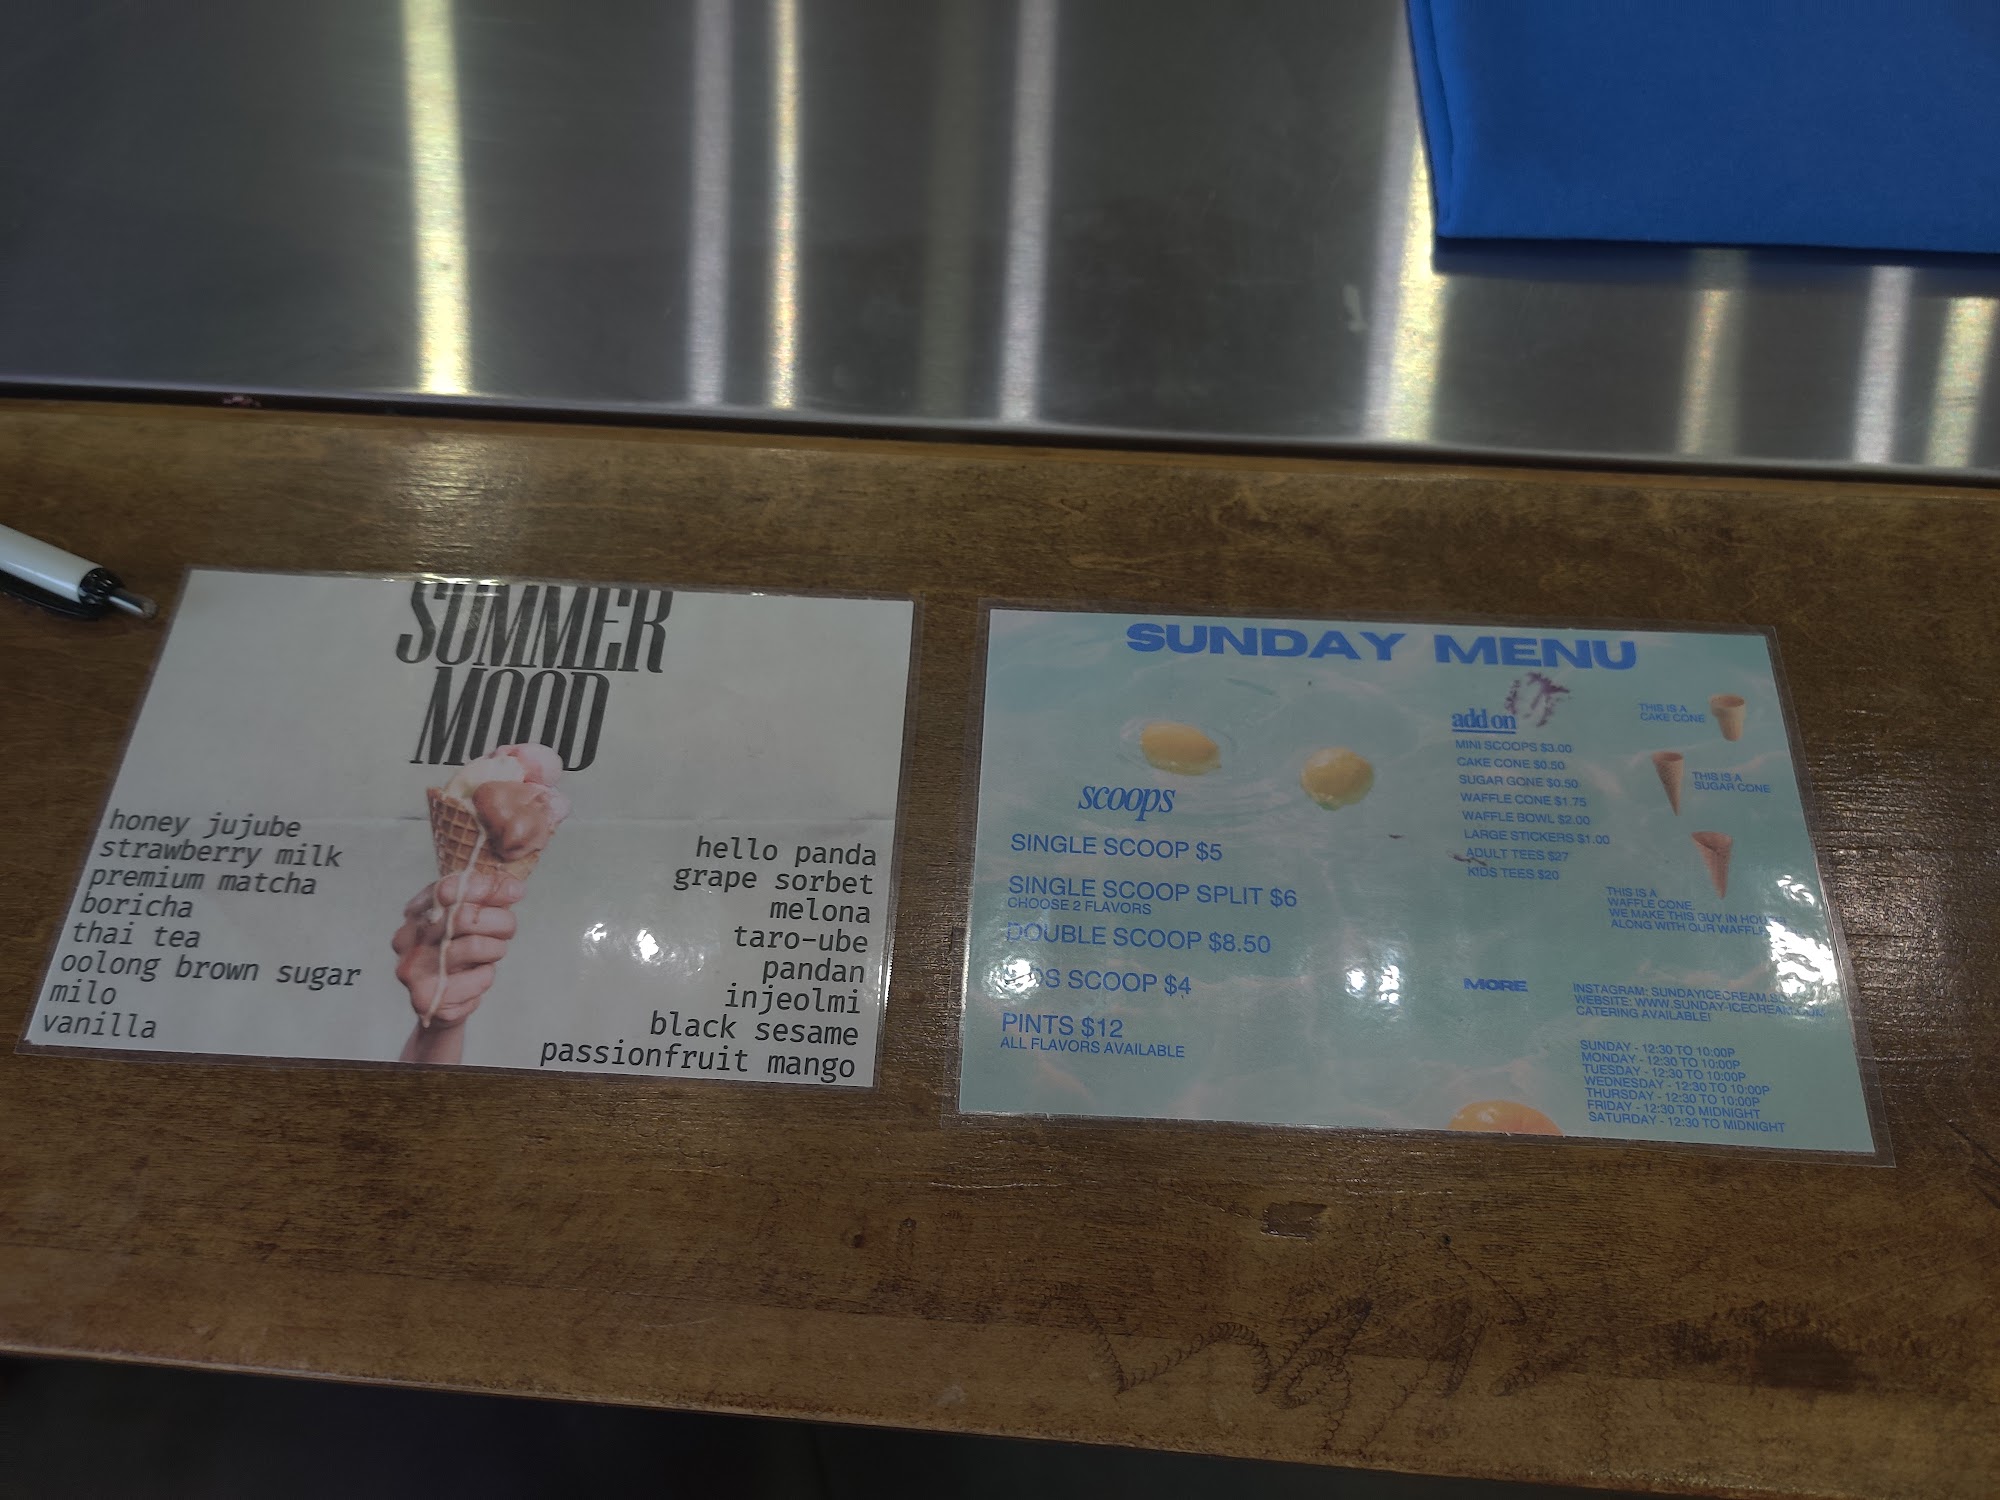 SUMMER
MOOD
honey jujube
strawberry milk
premium matcha
boricha
thai tea
oolong brown sugar
milo
vanilla
hello panda
grape sorbet
melona
taro-ube
pandan
injeolmi
black sesame
passionfruit mango
SUNDAY MENU
scoops
SINGLE SCOOP $5
SINGLE SCOOP SPLIT $6
CHOOSE 2 FLAVORS
DOUBLE SCOOP $8.50
SCOOP $4
PINTS $12
ALL FLAVORS AVAILABLE
add on
MINI SCOOPS $3.00
CAKE CONE $0.50
SUGAR CONE $0.50
WAFFLE CONE $1.75
WAFFLE BOWL $2.00
LARGE STICKERS $1.00
ADULT TEES $27
KIDS TEES $20
THIS IS A
CAKE CONE
THIS IS A
SUGAR CONE
THIS IS A
WAFFLE CONE
WE MAKE THIS GUY IN
ALONG WITH OUR
MORE
INSTAGRAM:
WEBSITE: WWW.SUNDAY-ICECREAM.COM
CATERING AVAILABLE!
SUNDAY - 12:30 TO 10:00P
MONDAY - 12:30 TO 10:00P
TUESDAY - 12:30 TO 10:00P
WEDNESDAY - 12:30 TO 10:00P
THURSDAY - 12:30 TO 10:00P
FRIDAY - 12:30 TO MIDNIGHT
SATURDAY - 12:30 TO MIDNIGHT